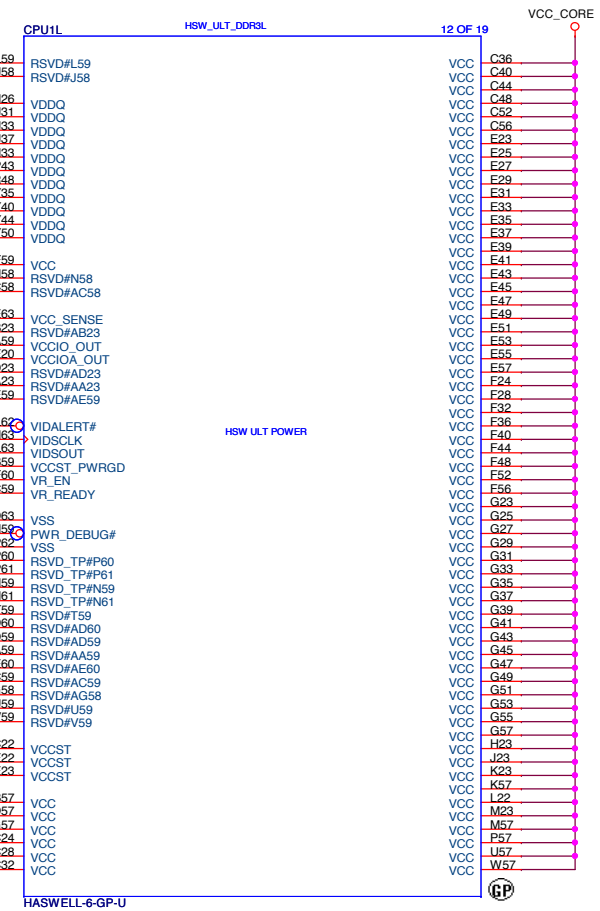 VCC_CORE
CPU1L HSW_ULT_DDR3L 12 OF 19
RSVD#L59 VCC C36
RSVD#J58 VCC C40
VCC C44
VDDQ VCC C48
VDDQ VCC C52
VDDQ VCC C56
VDDQ VCC E23
VDDQ VCC E25
VDDQ VCC E27
VDDQ VCC E29
VDDQ VCC E31
VDDQ VCC E33
VDDQ VCC E35
VDDQ VCC E37
VCC E39
VCC VCC E41
RSVD#N58 VCC E43
RSVD#AC58 VCC E45
VCC E47
VCC_SENSE VCC E49
RSVD#AB23 VCC E51
VCCIO_OUT VCC E53
VCCIOA_OUT VCC E55
RSVD#AD23 VCC E57
RSVD#AA23 VCC F24
RSVD#AE59 VCC F28
VCC F32
VIDALERT# HSW ULT POWER VCC F36
VIDSCLK VCC F40
VIDSOUT VCC F44
VCCST_PWRGD VCC F48
VR_EN VCC F52
VR_READY VCC F56
VCC G23
VSS VCC G25
PWR_DEBUG# VCC G27
VSS VCC G29
RSVD_TP#P60 VCC G31
RSVD_TP#P61 VCC G33
RSVD_TP#N59 VCC G35
RSVD_TP#N61 VCC G37
RSVD#T59 VCC G39
RSVD#AD60 VCC G41
RSVD#AD59 VCC G43
RSVD#AA59 VCC G45
RSVD#AE60 VCC G47
RSVD#AC59 VCC G49
RSVD#AG58 VCC G51
RSVD#U59 VCC G53
RSVD#V59 VCC G55
VCC G57
VCCST VCC H23
VCCST VCC J23
VCCST VCC K23
VCC K57
VCC VCC L22
VCC VCC M23
VCC VCC M57
VCC VCC P57
VCC VCC U57
VCC VCC W57
GP
HASWELL-6-GP-U